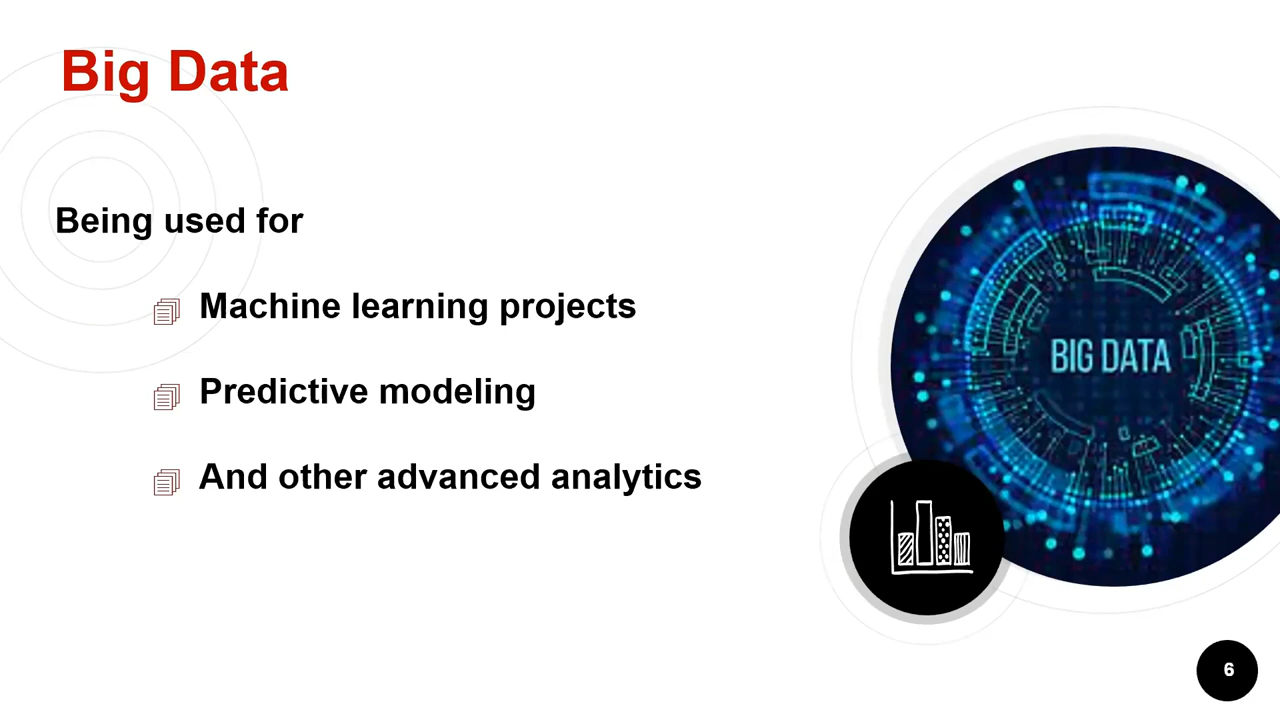 Big Data
Being used for
Machine learning projects
Predictive modeling
And other advanced analytics
BIG DATA
6